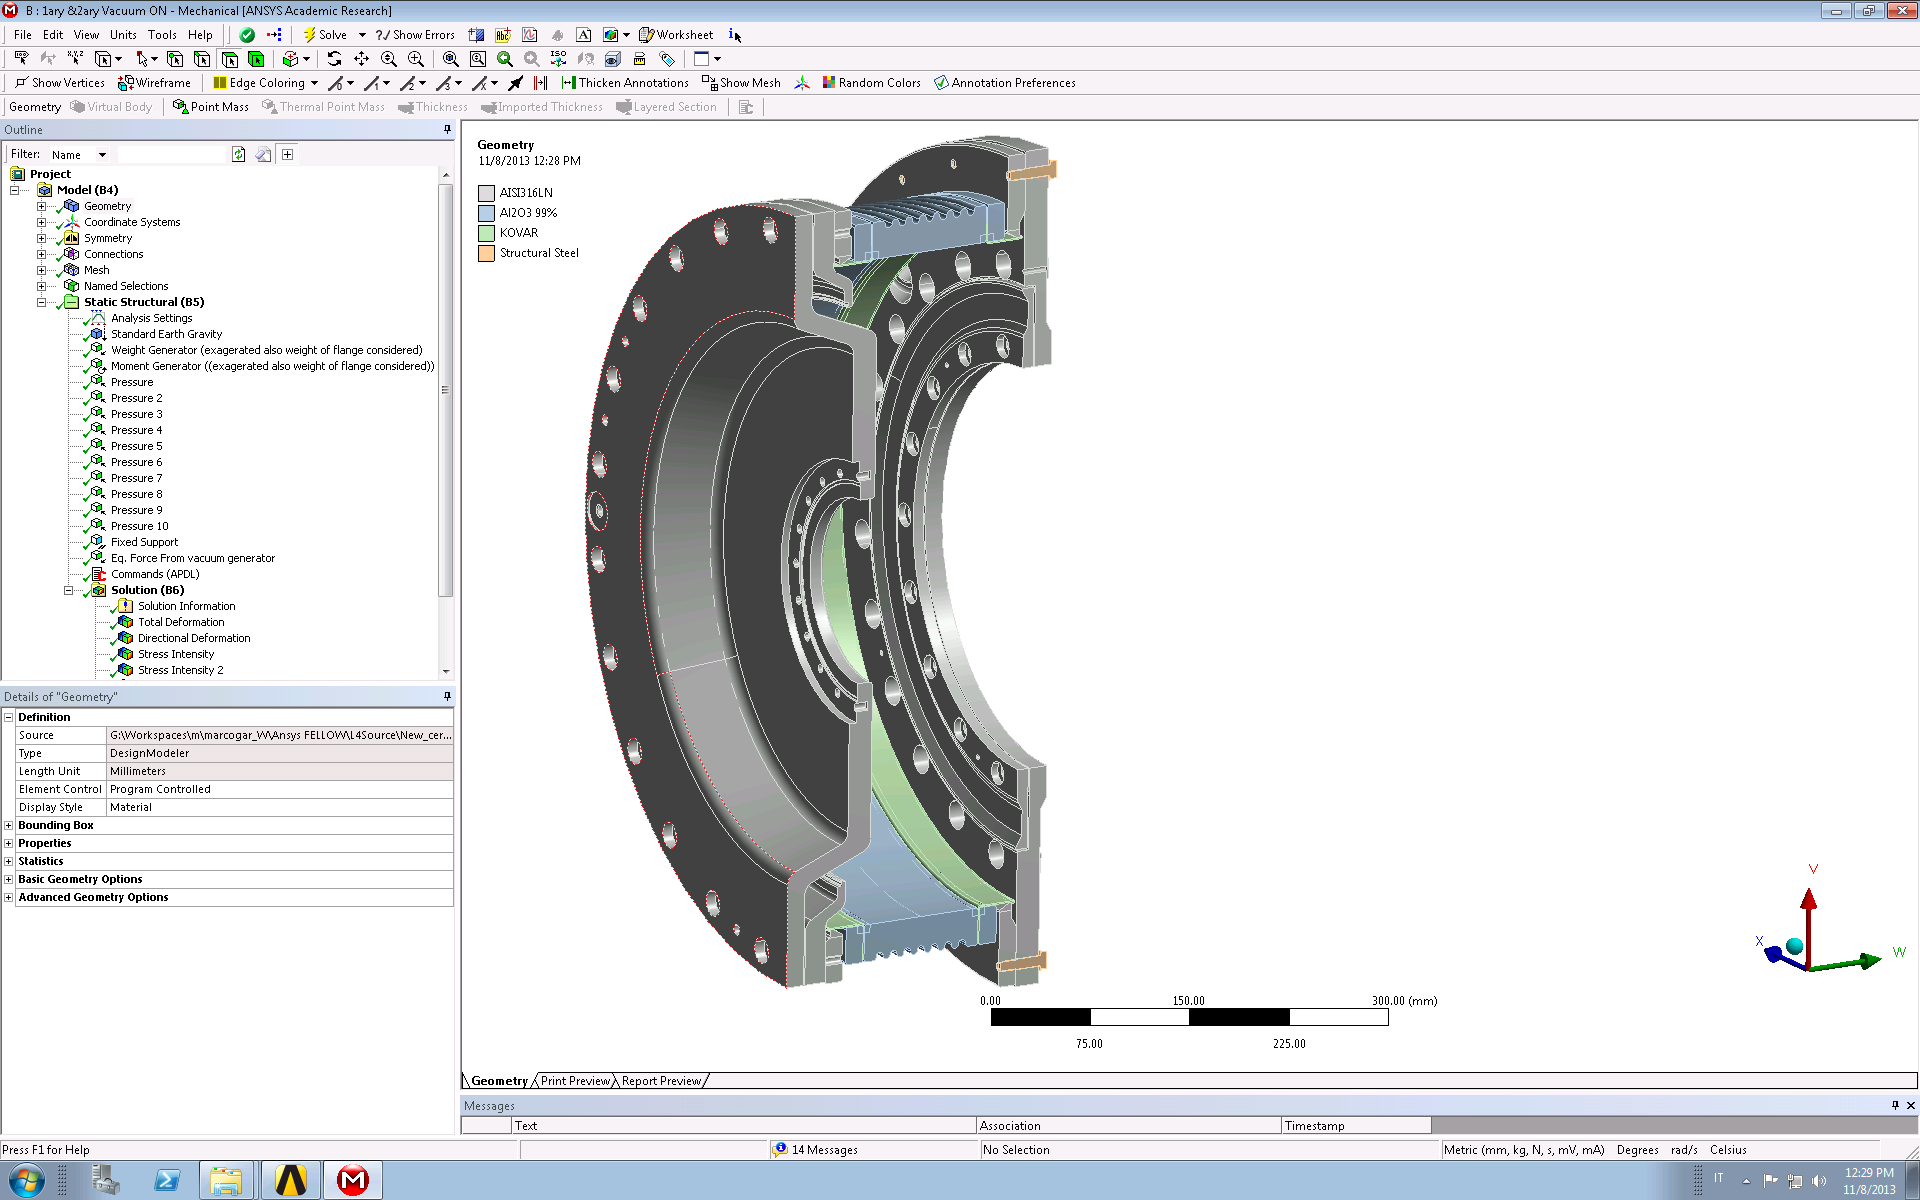 B : 1ary &2ary Vacuum ON - Mechanical [ANSYS Academic Research]
File Edit View Units Tools Help Solve ?/ Show Errors Worksheet
Show Vertices Wireframe Edge Coloring Thicken Annotations Show Mesh Random Colors Annotation Preferences
Geometry Virtual Body Point Mass Thermal Point Mass Thickness Imported Thickness Layered Section
Outline
Filter: Name
Project
Model (B4)
Geometry
Coordinate Systems
Symmetry
Connections
Mesh
Named Selections
Static Structural (B5)
Analysis Settings
Standard Earth Gravity
Weight Generator (exagerated also weight of flange considered)
Moment Generator ((exagerated also weight of flange considered))
Pressure
Pressure 2
Pressure 3
Pressure 4
Pressure 5
Pressure 6
Pressure 7
Pressure 8
Pressure 9
Pressure 10
Fixed Support
Eq. Force From vacuum generator
Commands (APDL)
Solution (B6)
Solution Information
Total Deformation
Directional Deformation
Stress Intensity
Stress Intensity 2
Details of "Geometry"
Definition
Source G:\Workspaces\m\marcogar_W\Ansys FELLOW\L4Source\New_cer...
Type DesignModeler
Length Unit Millimeters
Element Control Program Controlled
Display Style Material
Bounding Box
Properties
Statistics
Basic Geometry Options
Advanced Geometry Options
Geometry
11/8/2013 12:28 PM
AISI316LN
Al2O3 99%
KOVAR
Structural Steel
V
X
W
0.00 150.00 300.00 (mm)
75.00 225.00
Geometry Print Preview Report Preview
Messages
Text Association Timestamp
Press F1 for Help 14 Messages No Selection Metric (mm, kg, N, s, mV, mA) Degrees rad/s Celsius
IT 12:29 PM
11/8/2013